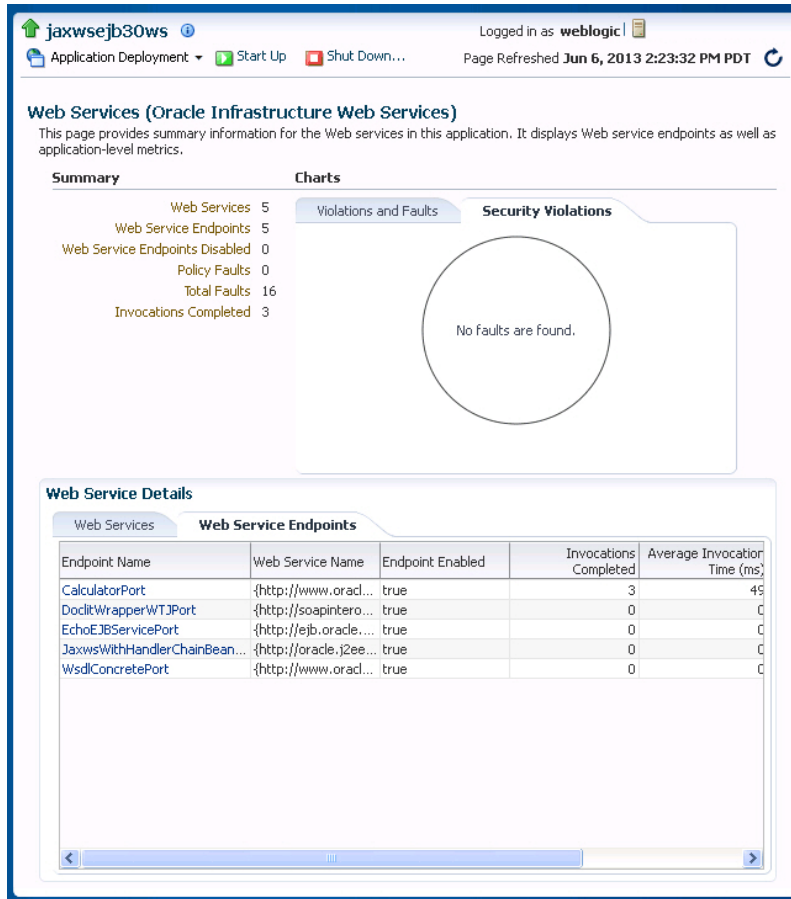 jaxwsejb30ws
Logged in as weblogic
Application Deployment Start Up Shut Down...
Page Refreshed Jun 6, 2013 2:23:32 PM PDT
Web Services (Oracle Infrastructure Web Services)
This page provides summary information for the Web services in this application. It displays Web service endpoints as well as
application-level metrics.
Summary
Web Services 5
Web Service Endpoints 5
Web Service Endpoints Disabled 0
Policy Faults 0
Total Faults 16
Invocations Completed 3
Charts
Violations and Faults Security Violations
No faults are found.
Web Service Details
Web Services Web Service Endpoints
Endpoint Name Web Service Name Endpoint Enabled Invocations Completed Average Invocation Time (ms)
CalculatorPort {http://www.oracl... true 3 49
DoclitWrapperWTJPort {http://soapintero... true 0 0
EchoEJBServicePort {http://ejb.oracle.... true 0 0
JaxwsWithHandlerChainBean... {http://oracle.j2ee... true 0 0
WsdlConcretePort {http://www.oracl... true 0 0